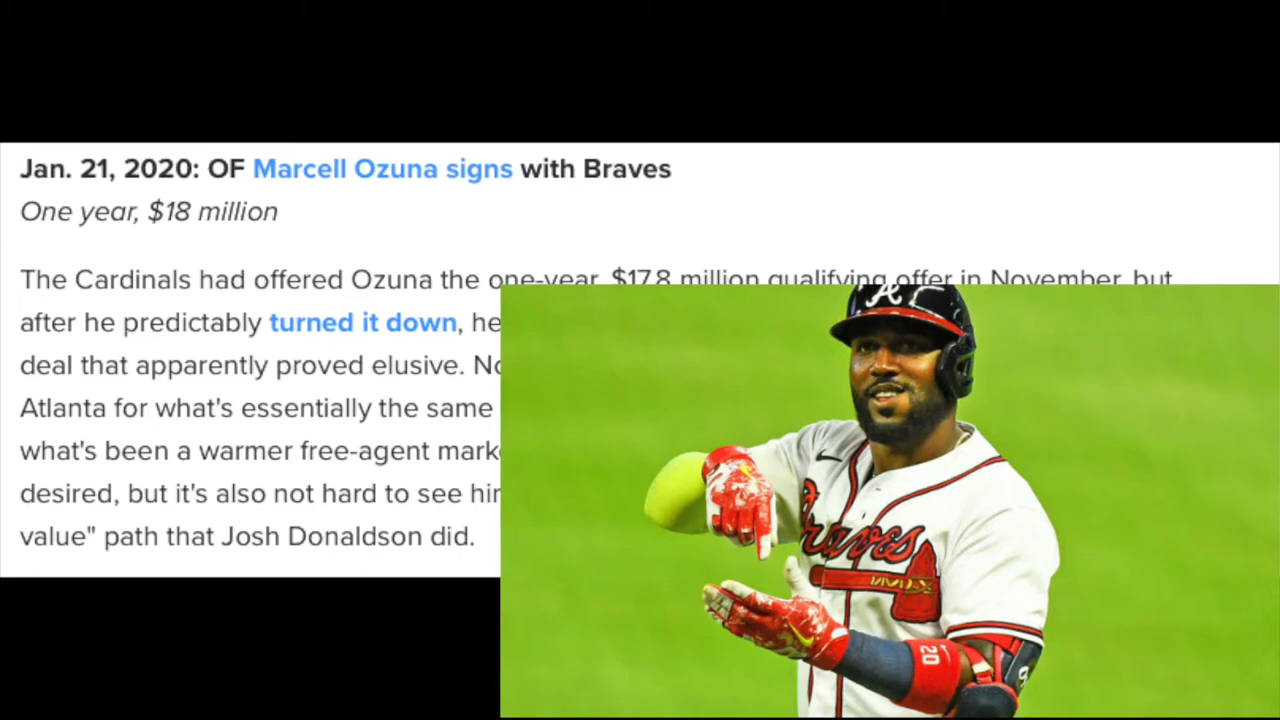 Jan. 21, 2020: OF Marcell Ozuna signs with Braves
One year, $18 million
The Cardinals had offered Ozuna the one-year, $17.8 million qualifying offer in November, but
after he predictably turned it down, he
deal that apparently proved elusive.
Atlanta for what's essentially the same
what's been a warmer free-agent
desired, but it's also not hard to see
value" path that Josh Donaldson did.
A
Braves
20